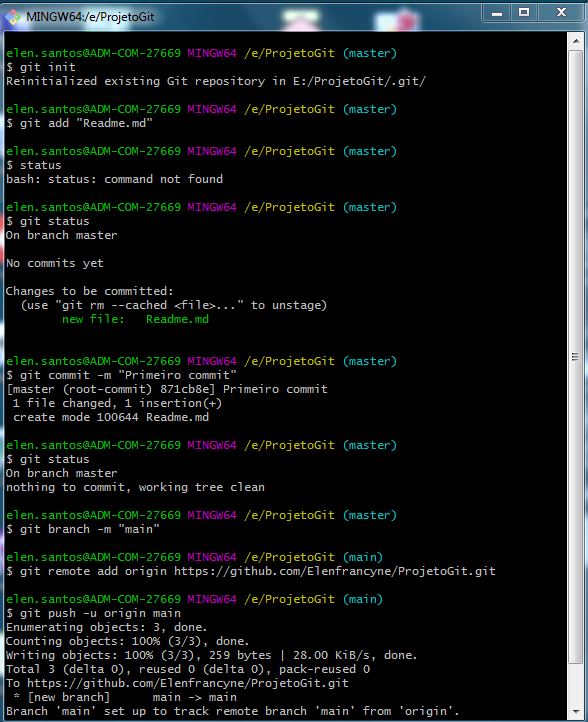 MINGW64:/e/ProjetoGit
elen.santos@ADM-COM-27669 MINGW64 /e/ProjetoGit (master)
$ git init
Reinitialized existing Git repository in E:/ProjetoGit/.git/
elen.santos@ADM-COM-27669 MINGW64 /e/ProjetoGit (master)
$ git add "Readme.md"
elen.santos@ADM-COM-27669 MINGW64 /e/ProjetoGit (master)
$ status
bash: status: command not found
elen.santos@ADM-COM-27669 MINGW64 /e/ProjetoGit (master)
$ git status
On branch master
No commits yet
Changes to be committed:
  (use "git rm --cached <file>..." to unstage)
        new file:   Readme.md
elen.santos@ADM-COM-27669 MINGW64 /e/ProjetoGit (master)
$ git commit -m "Primeiro commit"
[master (root-commit) 871cb8e] Primeiro commit
 1 file changed, 1 insertion(+)
 create mode 100644 Readme.md
elen.santos@ADM-COM-27669 MINGW64 /e/ProjetoGit (master)
$ git status
On branch master
nothing to commit, working tree clean
elen.santos@ADM-COM-27669 MINGW64 /e/ProjetoGit (master)
$ git branch -m "main"
elen.santos@ADM-COM-27669 MINGW64 /e/ProjetoGit (main)
$ git remote add origin https://github.com/Elenfrancyne/ProjetoGit.git
elen.santos@ADM-COM-27669 MINGW64 /e/ProjetoGit (main)
$ git push -u origin main
Enumerating objects: 3, done.
Counting objects: 100% (3/3), done.
Writing objects: 100% (3/3), 259 bytes | 28.00 KiB/s, done.
Total 3 (delta 0), reused 0 (delta 0), pack-reused 0
To https://github.com/Elenfrancyne/ProjetoGit.git
 * [new branch]      main -> main
Branch 'main' set up to track remote branch 'main' from 'origin'.